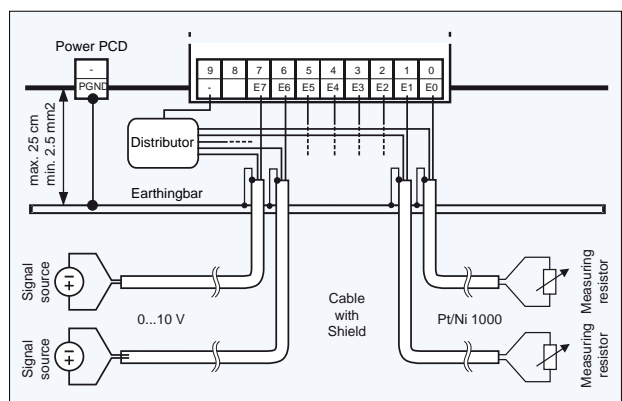 Power PCD
-
PGND
9 8 7 6 5 4 3 2 1 0
- E7 E6 E5 E4 E3 E2 E1 E0
max. 25 cm
min. 2.5 mm2
Distributor
Earthingbar
Signal
source
0...10 V
Signal
source
Cable
with
Shield
Pt/Ni 1000
Measuring
resistor
Measuring
resistor